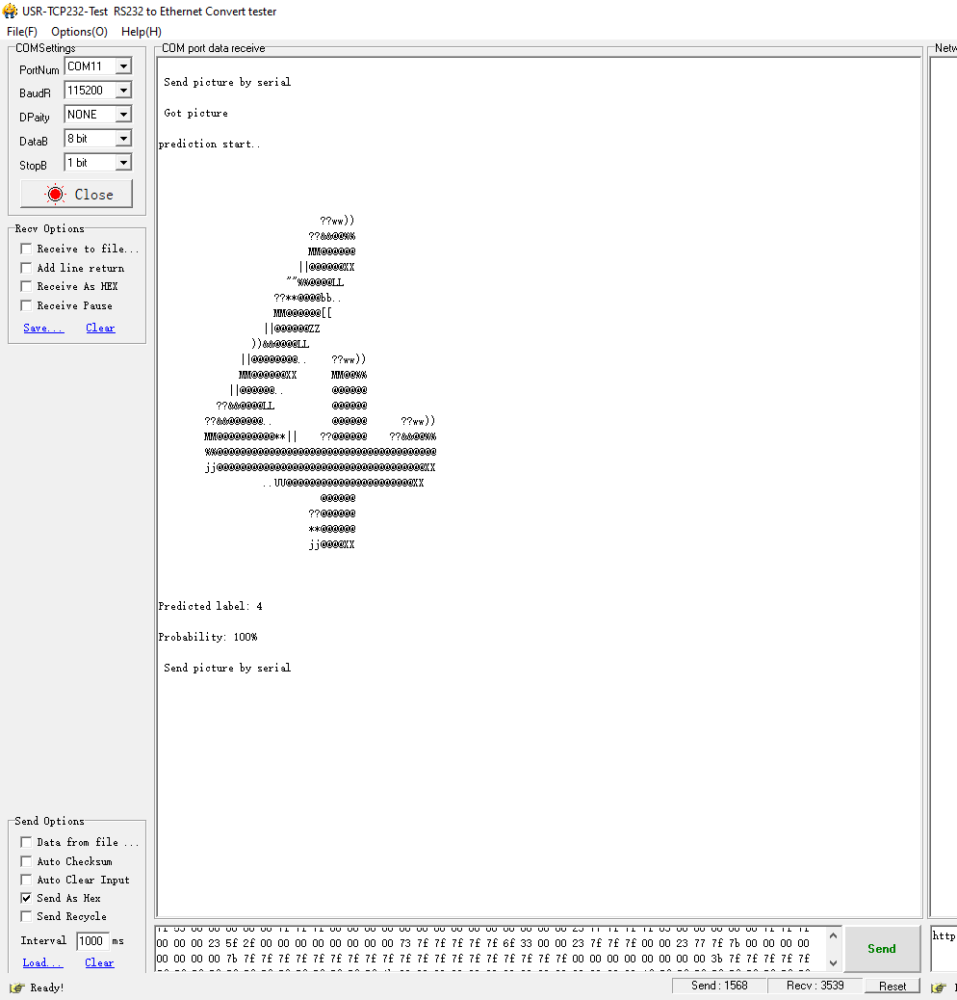 USR-TCP232-Test RS232 to Ethernet Convert tester
File(F) Options(O) Help(H)
COMSettings
PortNum COM11
BaudR 115200
DPaity NONE
DataB 8 bit
StopB 1 bit
Close
Recv Options
Receive to file...
Add line return
Receive As HEX
Receive Pause
Save... Clear
COM port data receive
Send picture by serial
Got picture
prediction start..
??ww))
??&&@@%%
MM@@@@@@
||@@@@@@XX
""%%@@@@LL
??**@@@@bb..
MM@@@@@@[[
||@@@@@@ZZ
))&&@@@@LL
||@@@@@@@@.. ??ww))
MM@@@@@@XX MM@@%%
||@@@@@@.. @@@@@@
??&&@@@@LL @@@@@@
??&&@@@@@@.. @@@@@@ ??ww))
MM@@@@@@@@@@**|| ??@@@@@@ ??&&@@%%
%%@@@@@@@@@@@@@@@@@@@@@@@@@@@@@@@@@@@@@@
jj@@@@@@@@@@@@@@@@@@@@@@@@@@@@@@@@@@@@XX
..UU@@@@@@@@@@@@@@@@@@@@@@XX
@@@@@@
??@@@@@@
**@@@@@@
jj@@@@XX
Predicted label: 4
Probability: 100%
Send picture by serial
Send Options
Data from file ...
Auto Checksum
Auto Clear Input
Send As Hex
Send Recycle
Interval 1000 ms
Load... Clear
00 00 00 23 5f 2f 00 00 00 00 00 00 00 00 73 7f 7f 7f 7f 7f 6f 33 00 00 23 7f 7f 7f 00 00 23 77 7f 7b 00 00 00 00
00 00 00 00 7b 7f 7f 7f 7f 7f 7f 7f 7f 7f 7f 7f 7f 7f 7f 7f 7f 00 00 00 00 00 00 00 00 00 00 00 3b 7f 7f 7f 7f 7f
Send
http
Ready!
Send : 1568
Recv : 3539
Reset